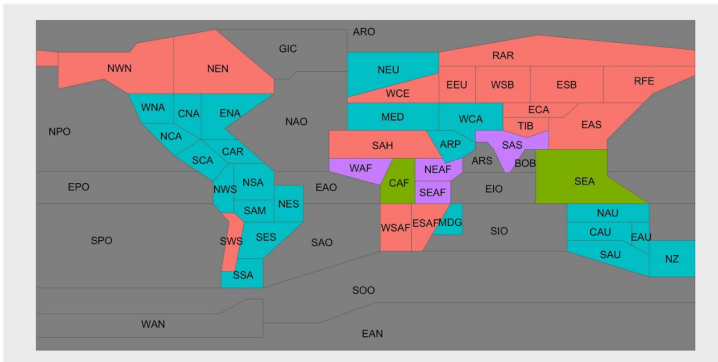 ARO
GIC
NWN
NEN
NEU
RAR
WCE
EEU
WSB
ESB
RFE
WNA
CNA
ENA
NPO
NAO
MED
WCA
ECA
TIB
EAS
NCA
SCA
CAR
SAH
ARP
SAS
ARS
BOB
WAF
NEAF
CAF
SEAF
EPO
EAO
EIO
SEA
NWS
NSA
SAM
NES
NAU
SPO
SWS
SES
SAO
WSAF
ESAF
MDG
SIO
CAU
EAU
SAU
NZ
SSA
SOO
WAN
EAN